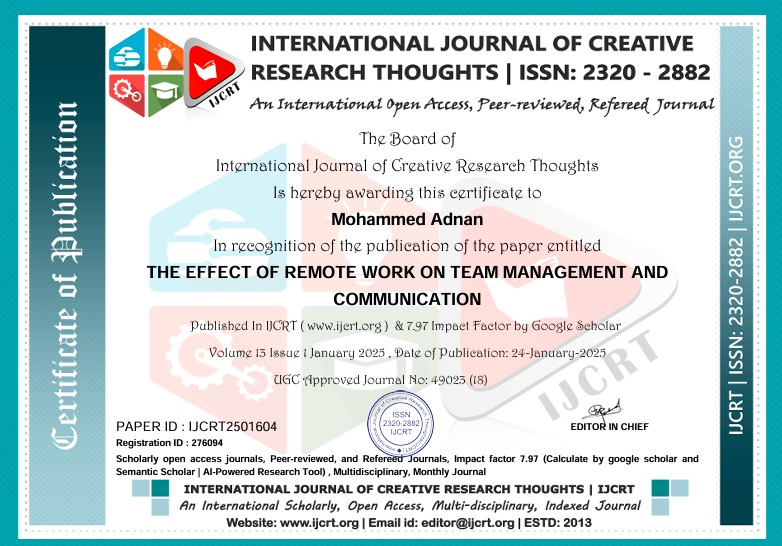 INTERNATIONAL JOURNAL OF CREATIVE
RESEARCH THOUGHTS | ISSN: 2320 - 2882
An International Open Access, Peer-reviewed, Refereed Journal
IJCRT
Certificate of Publication
The Board of
International Journal of Creative Research Thoughts
Is hereby awarding this certificate to
Mohammed Adnan
In recognition of the publication of the paper entitled
THE EFFECT OF REMOTE WORK ON TEAM MANAGEMENT AND
COMMUNICATION
Published In IJCRT ( www.ijcrt.org ) & 7.97 Impact Factor by Google Scholar
Volume 13 Issue 1 January 2025 , Date of Publication: 24-January-2025
UGC Approved Journal No: 49023 (18)
IJCRT
IJCRT | ISSN: 2320-2882 | IJCRT.ORG
International Journal of Creative Research Thoughts
ISSN
2320-2882
IJCRT
PAPER ID : IJCRT2501604
Registration ID : 276094
EDITOR IN CHIEF
Scholarly open access journals, Peer-reviewed, and Refereed Journals, Impact factor 7.97 (Calculate by google scholar and
Semantic Scholar | AI-Powered Research Tool) , Multidisciplinary, Monthly Journal
INTERNATIONAL JOURNAL OF CREATIVE RESEARCH THOUGHTS | IJCRT
An International Scholarly, Open Access, Multi-disciplinary, Indexed Journal
Website: www.ijcrt.org | Email id: editor@ijcrt.org | ESTD: 2013